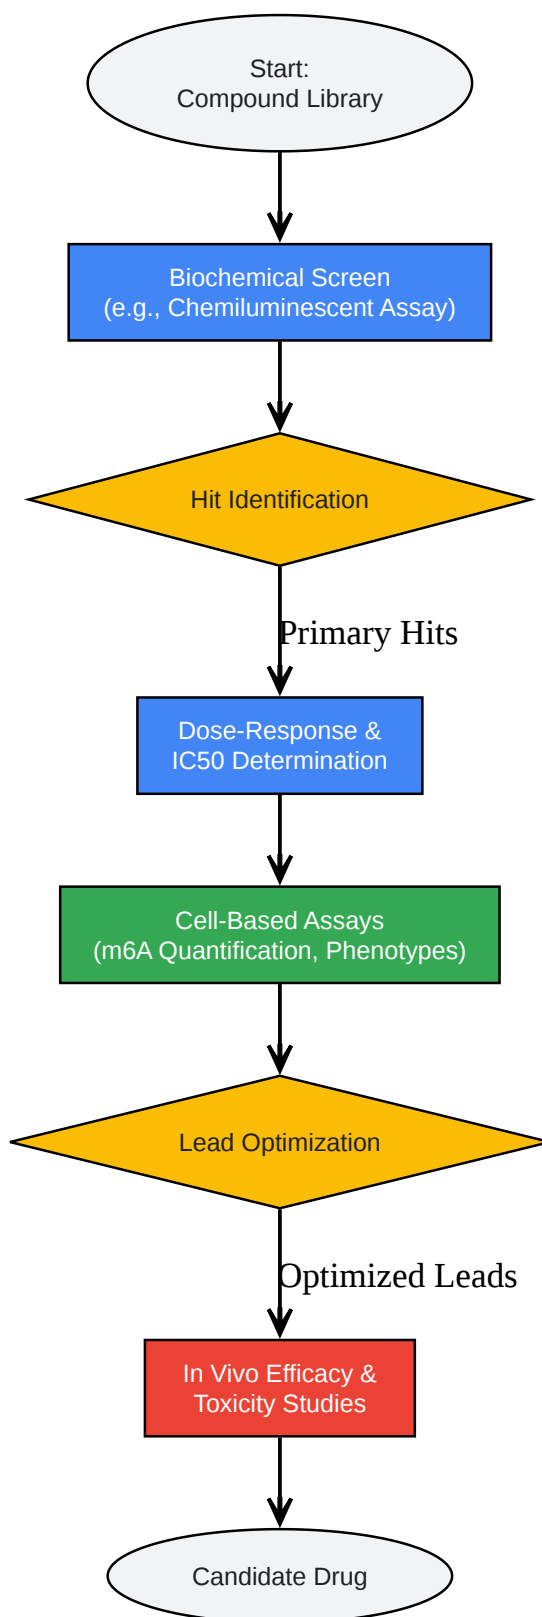 Start:
Compound Library
Biochemical Screen
(e.g., Chemiluminescent Assay)
Hit Identification
Primary Hits
Dose-Response &
IC50 Determination
Cell-Based Assays
(m6A Quantification, Phenotypes)
Lead Optimization
Optimized Leads
In Vivo Efficacy &
Toxicity Studies
Candidate Drug